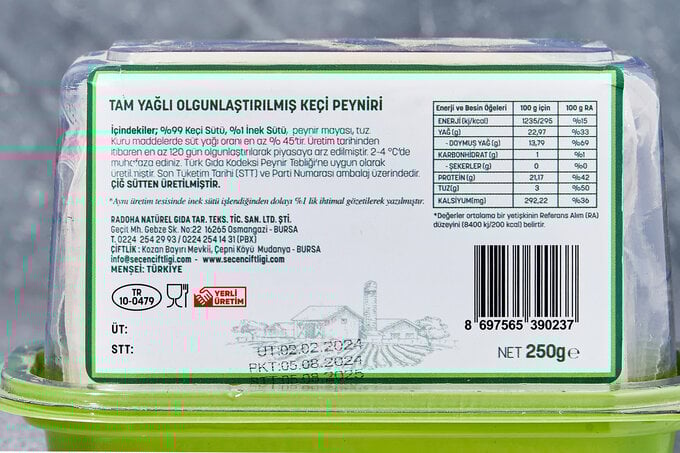 TAM YAĞLI OLGUNLAŞTIRILMIŞ KEÇİ PEYNİRİ
İçindekiler; %99 Keçi Sütü, %1 İnek Sütü, peynir mayası, tuz.
Kuru maddelerde süt yağı oranı en az % 45'tir. Üretim tarihinden
itibaren en az 120 gün olgunlaştırılarak piyasaya arz edilmiştir. 2-4 °C'de
muhafaza ediniz. Türk Gıda Kodeksi Peynir Tebliği'ne uygun olarak
üretilmiştir. Son Tüketim Tarihi (STT) ve Parti Numarası ambalaj üzerindedir.
ÇİĞ SÜTTEN ÜRETİLMİŞTİR.
*Aynı üretim tesisinde inek sütü işlendiğinden dolayı %1 lik ihtimal gözetilerek yazılmıştır.
RADOHA NATÜREL GIDA TAR. TEKS. TİC. SAN. LTD. ŞTİ.
Geçit Mh. Gebze Sk. No:22 16265 Osmangazi - BURSA
T. 0224 254 29 93 / 0224 254 14 31 (PBX)
ÇİFTLİK : Kozan Bayırı Mevkii, Çepni Köyü Mudanya - BURSA
info@secenciftligi.com - www.secenciftligi.com
MENŞEİ: TÜRKİYE
TR
10-0479
YERLİ
ÜRETİM
ÜT:
STT:
ÜT:02.2024
PKT:05.08.2024
STT:05.08.2025
Enerji ve Besin Öğeleri 100 g için 100 g RA
ENERJİ (kj/kcal) 1235/295 %15
YAĞ (g) 22,97 %33
- DOYMUŞ YAĞ (g) 13,79 %69
KARBONHİDRAT (g) 1 %1
- ŞEKERLER (g) 0 %0
PROTEİN (g) 21,17 %42
TUZ(g) 3 %50
KALSİYUM(mg) 292,22 %36
*Değerler ortalama bir yetişkinin Referans Alım (RA)
düzeyini (8400 kj/200 kcal) belirtir.
8 697565 390237
NET 250g e